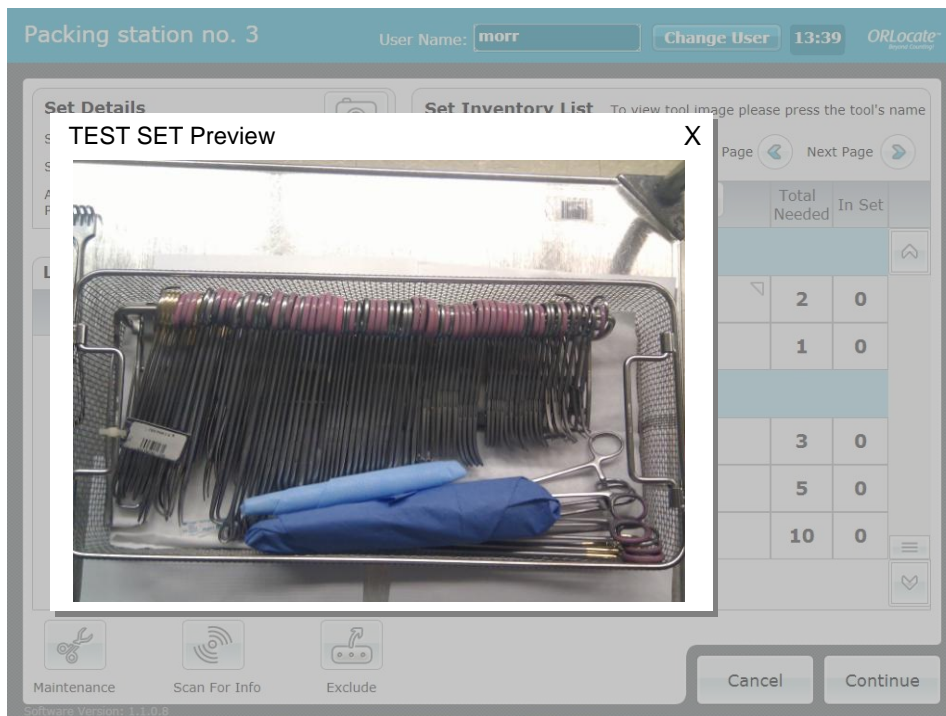 Packing station no. 3
User Name: morr
Change User
13:39
ORLocate
Beyond Counting!
Set Details
Set Inventory List To view tool image please press the tool's name
TEST SET Preview X
Page Next Page
Total Needed
In Set
2 0
1 0
3 0
5 0
10 0
Maintenance
Scan For Info
Exclude
Cancel
Continue
Software Version: 1.1.0.8